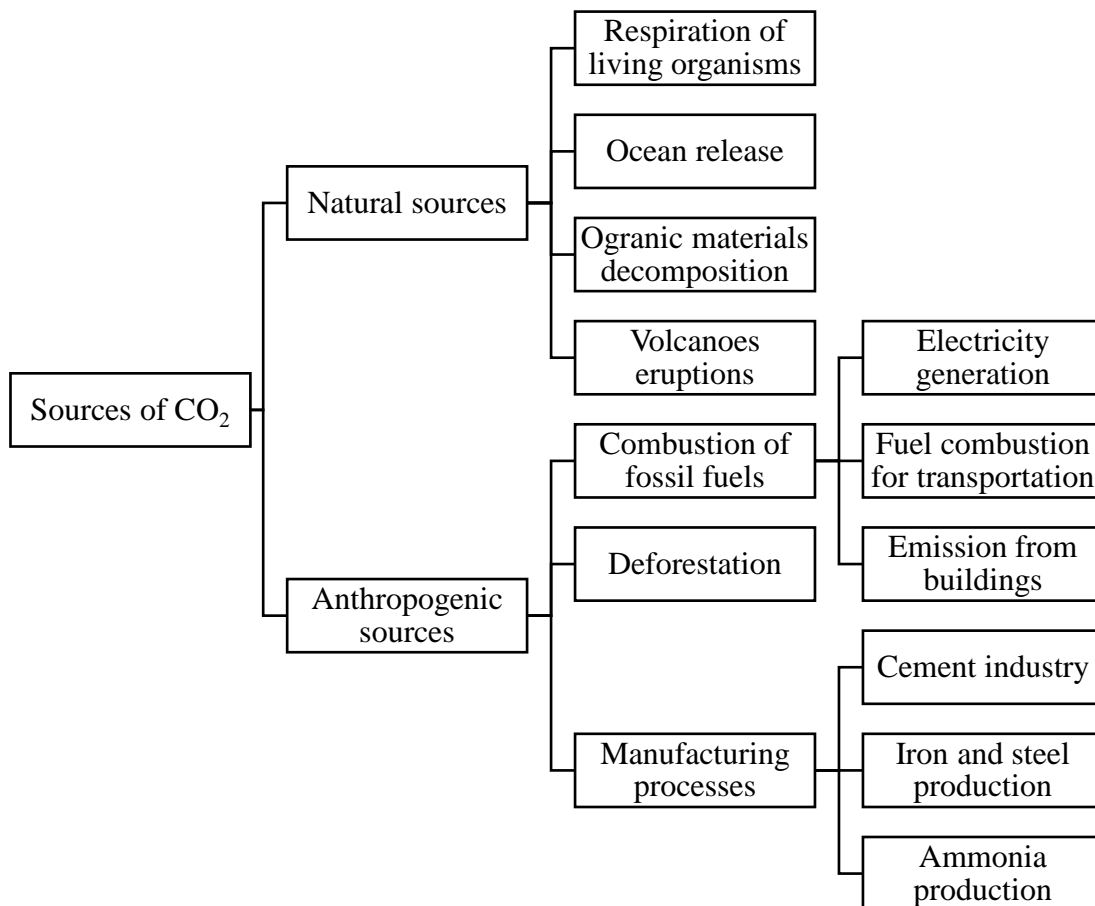 Respiration of
living organisms
Ocean release
Natural sources
Ogranic materials
decomposition
Volcanoes
eruptions
Electricity
generation
Sources of CO₂
Combustion of
fossil fuels
Fuel combustion
for transportation
Deforestation
Emission from
buildings
Anthropogenic
sources
Cement industry
Manufacturing
processes
Iron and steel
production
Ammonia
production